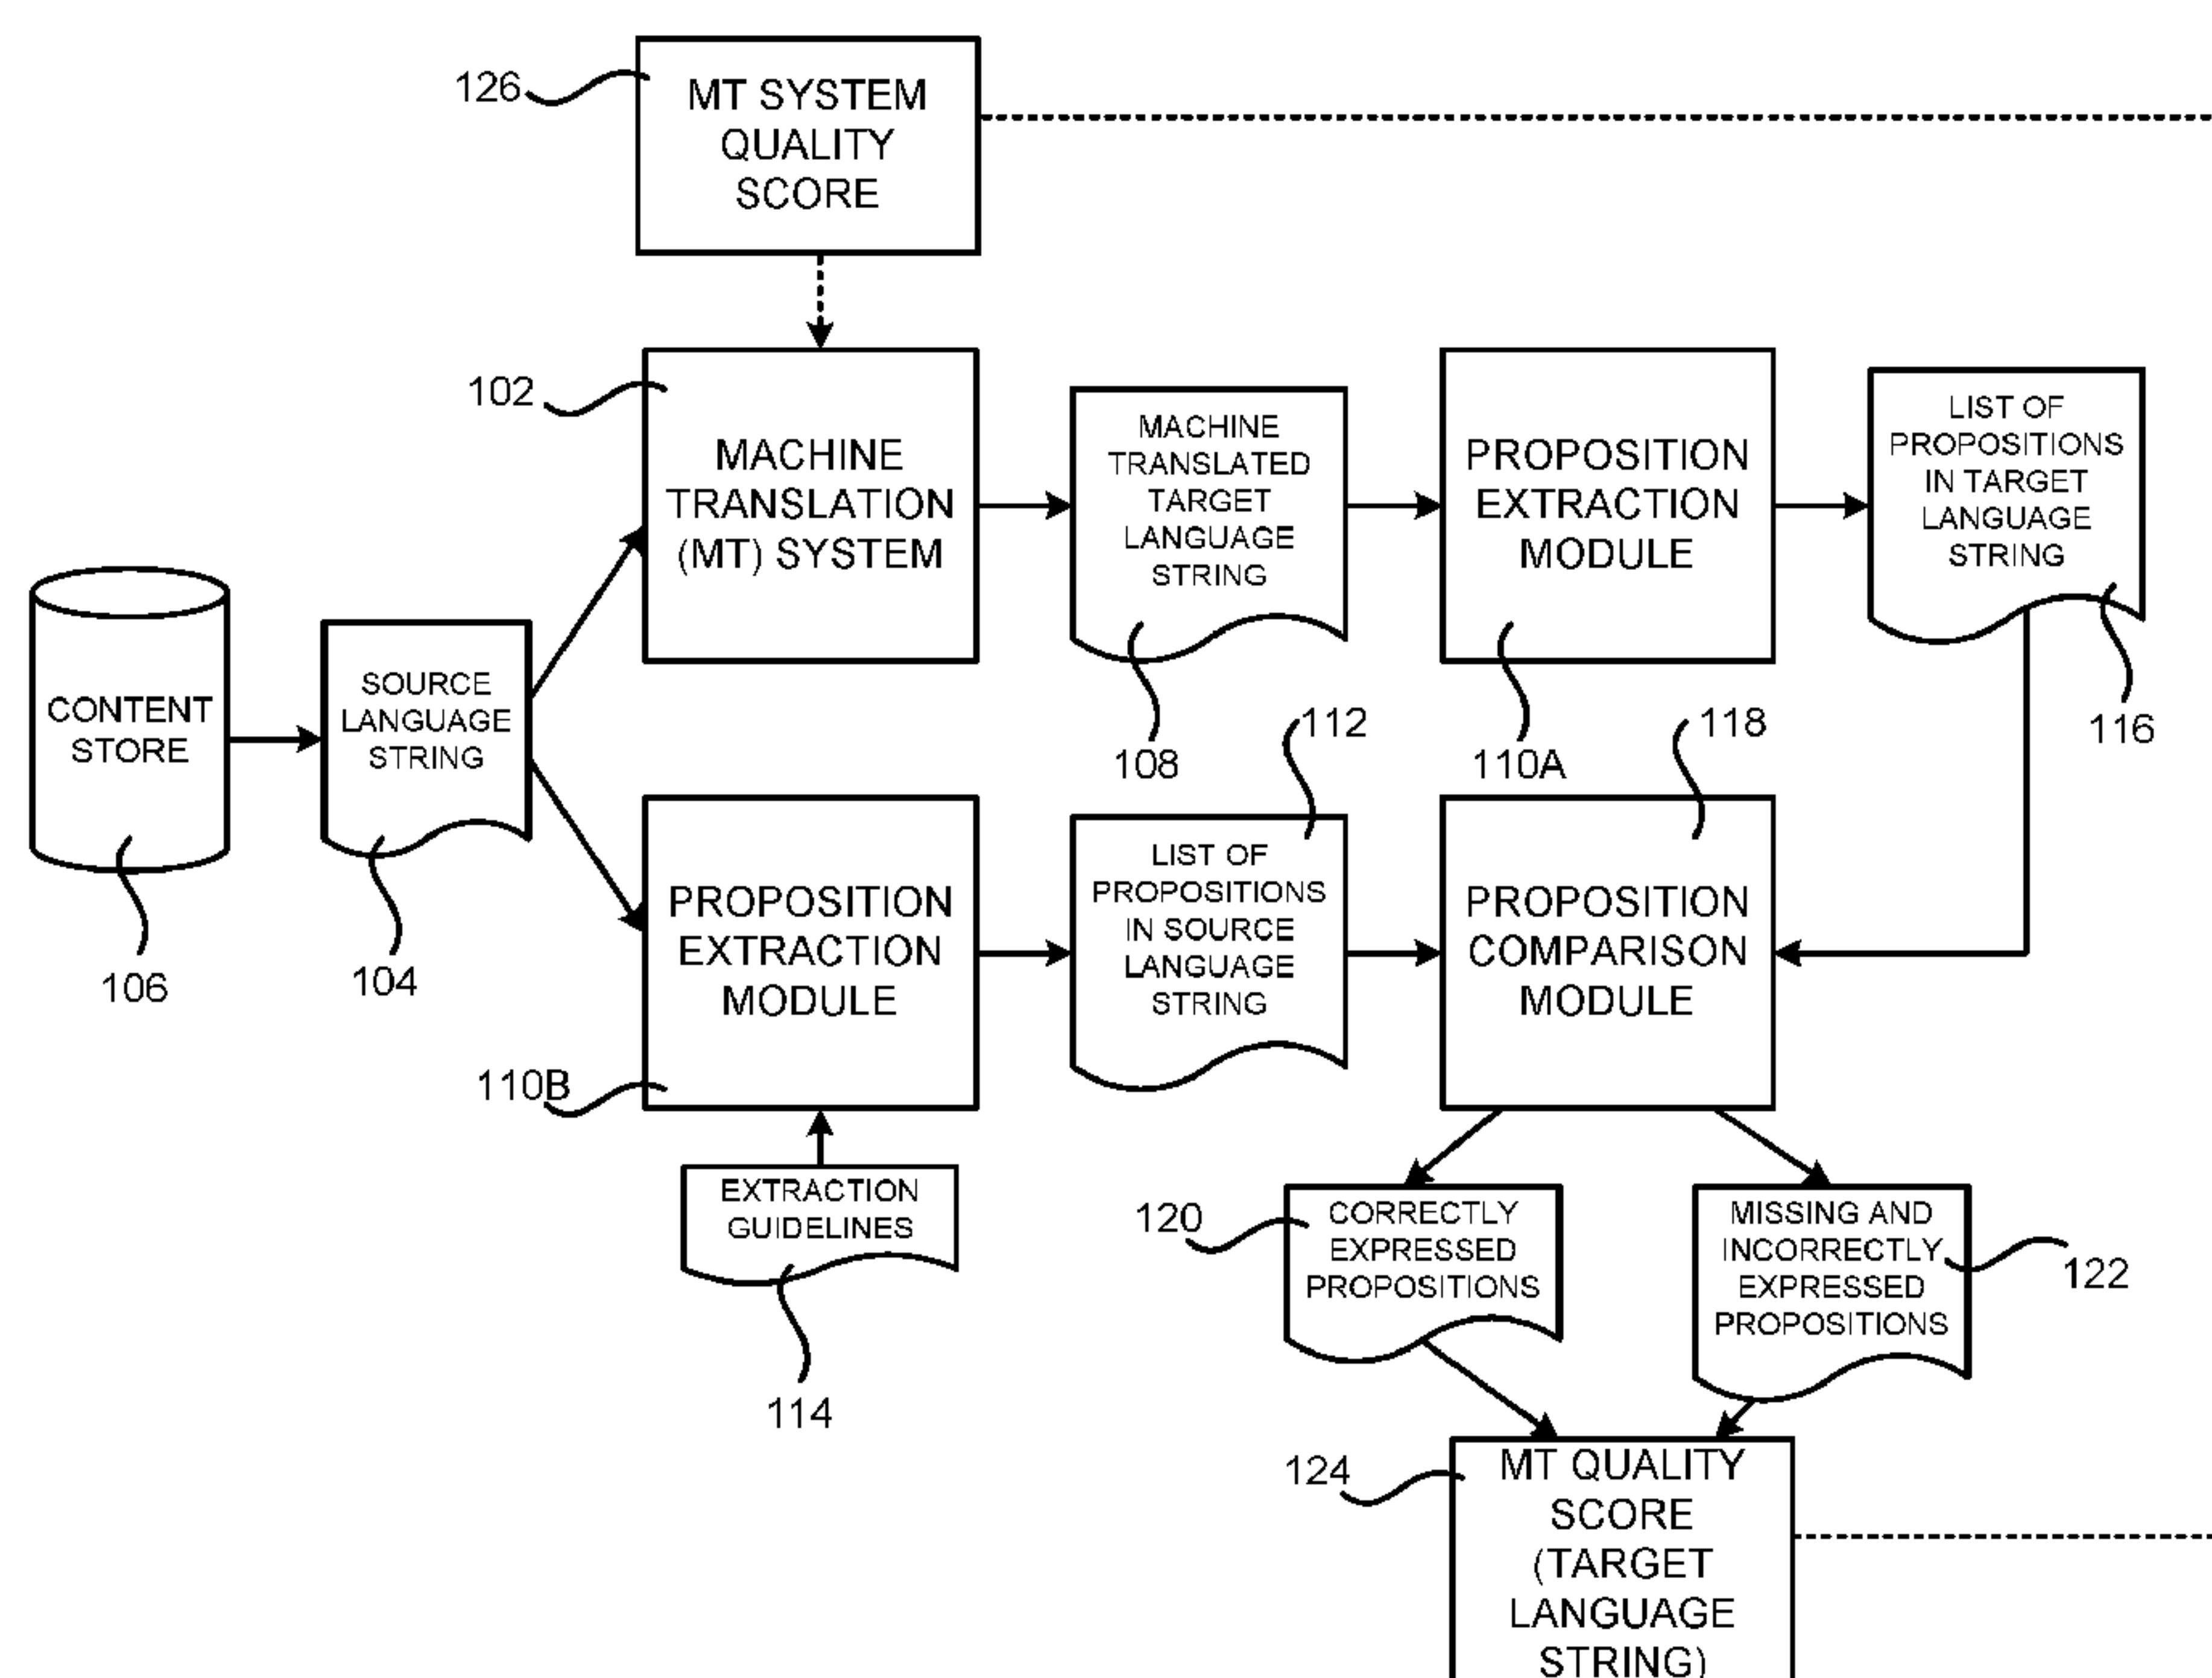 126
MT SYSTEM
QUALITY
SCORE
102
MACHINE
TRANSLATION
(MT) SYSTEM
MACHINE
TRANSLATED
TARGET
LANGUAGE
STRING
108
PROPOSITION
EXTRACTION
MODULE
110A
LIST OF
PROPOSITIONS
IN TARGET
LANGUAGE
STRING
116
CONTENT
STORE
106
SOURCE
LANGUAGE
STRING
104
PROPOSITION
EXTRACTION
MODULE
110B
112
LIST OF
PROPOSITIONS
IN SOURCE
LANGUAGE
STRING
118
PROPOSITION
COMPARISON
MODULE
EXTRACTION
GUIDELINES
114
120
CORRECTLY
EXPRESSED
PROPOSITIONS
MISSING AND
INCORRECTLY
EXPRESSED
PROPOSITIONS
122
124
MT QUALITY
SCORE
(TARGET
LANGUAGE
STRING)